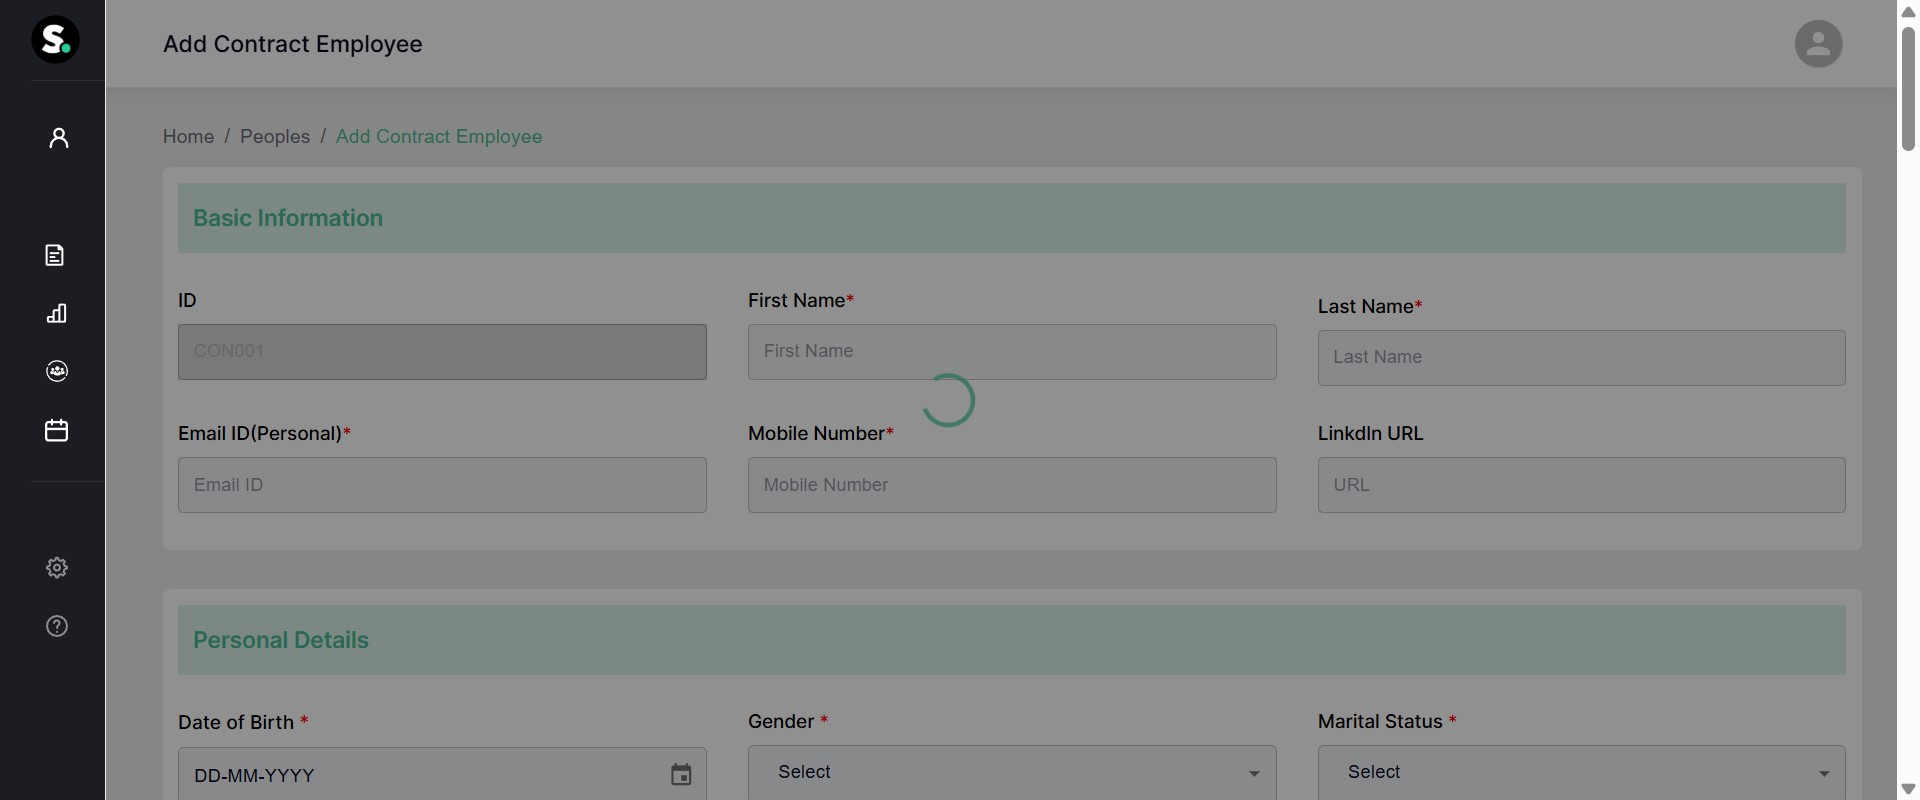 S.
Add Contract Employee
Home / Peoples / Add Contract Employee
Basic Information
ID
First Name*
Last Name*
CON001
First Name
Last Name
Email ID(Personal)*
Mobile Number*
LinkdIn URL
Email ID
Mobile Number
URL
Personal Details
Date of Birth *
Gender *
Marital Status *
DD-MM-YYYY
Select
Select